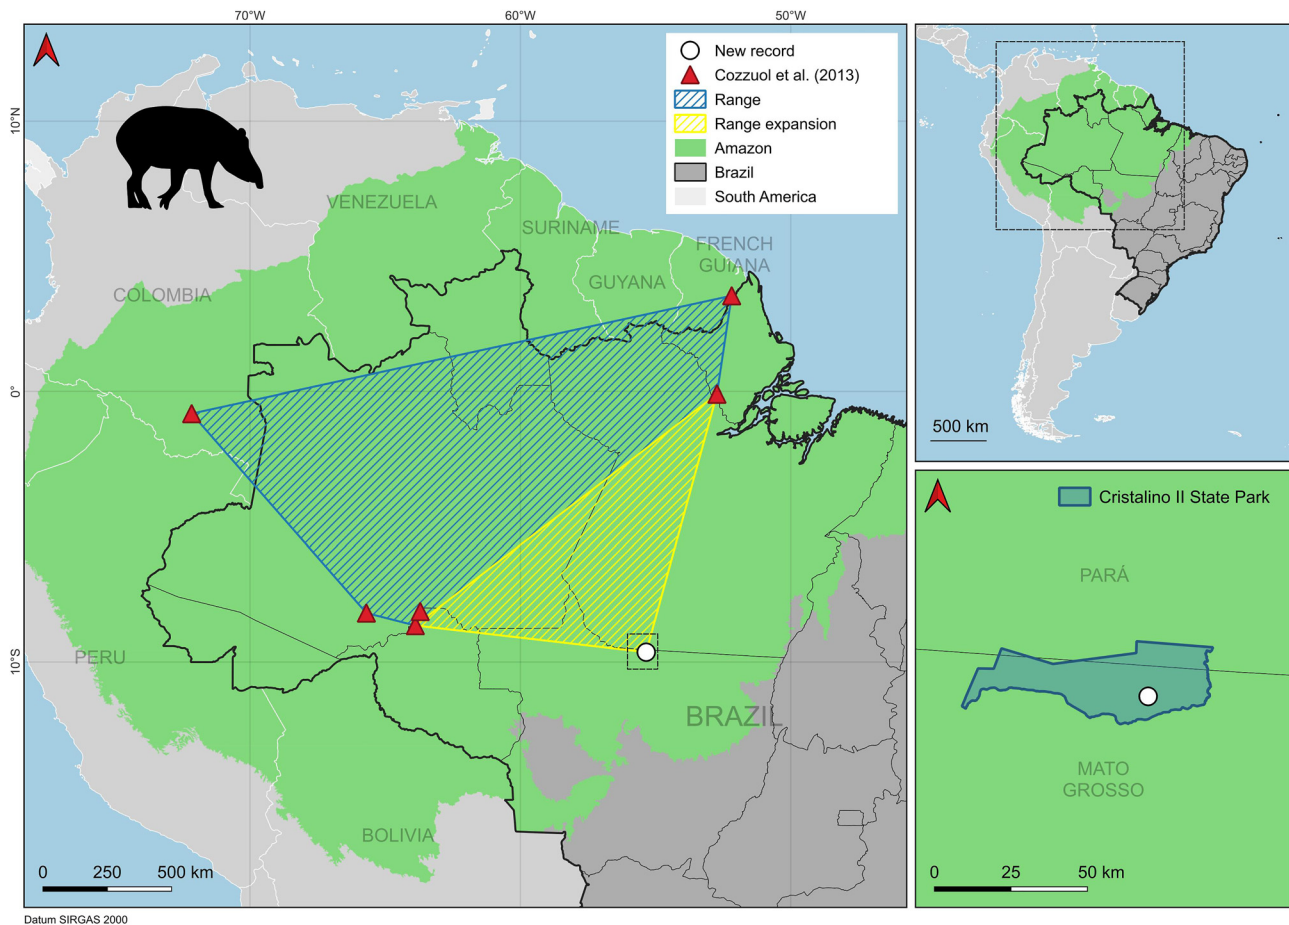 70°W
60°W
50°W
10°N
0°
10°S
New record
Cozzuol et al. (2013)
Range
Range expansion
Amazon
Brazil
South America
VENEZUELA
SURINAME
FRENCH
GUIANA
GUYANA
COLOMBIA
PERU
BRAZIL
BOLIVIA
0 250 500 km
Datum SIRGAS 2000
500 km
Cristalino II State Park
PARÁ
MATO
GROSSO
0 25 50 km